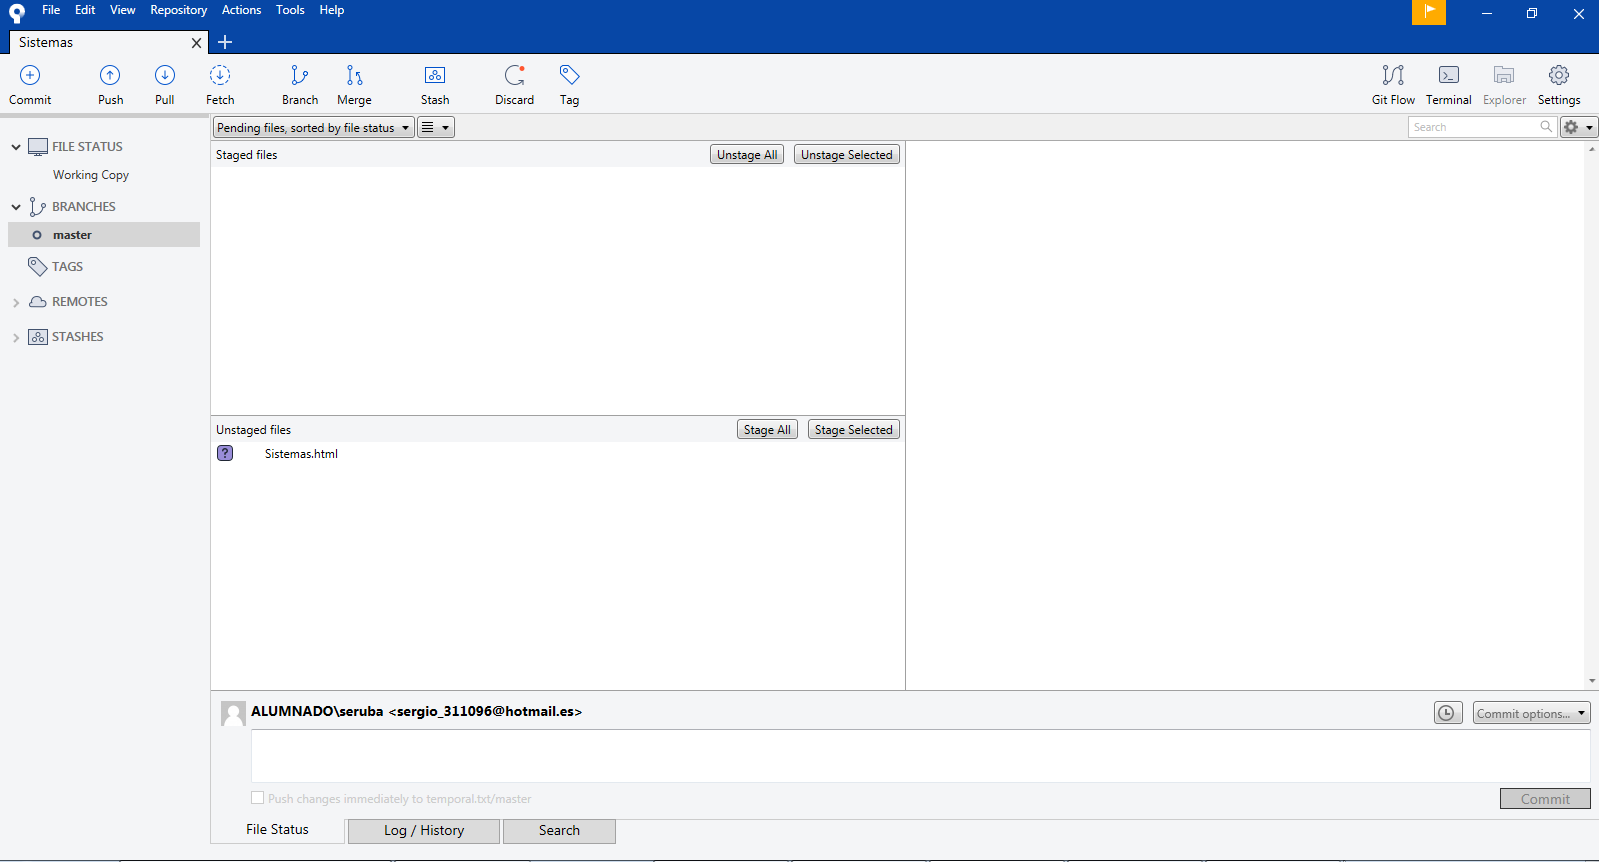 File Edit View Repository Actions Tools Help
Sistemas
Commit Push Pull Fetch Branch Merge Stash Discard Tag Git Flow Terminal Explorer Settings
Pending files, sorted by file status
Search
FILE STATUS
Working Copy
BRANCHES
master
TAGS
REMOTES
STASHES
Staged files Unstage All Unstage Selected
Unstaged files Stage All Stage Selected
? Sistemas.html
ALUMNADO\seruba <sergio_311096@hotmail.es>
Commit options...
Push changes immediately to temporal.txt/master
Commit
File Status Log / History Search